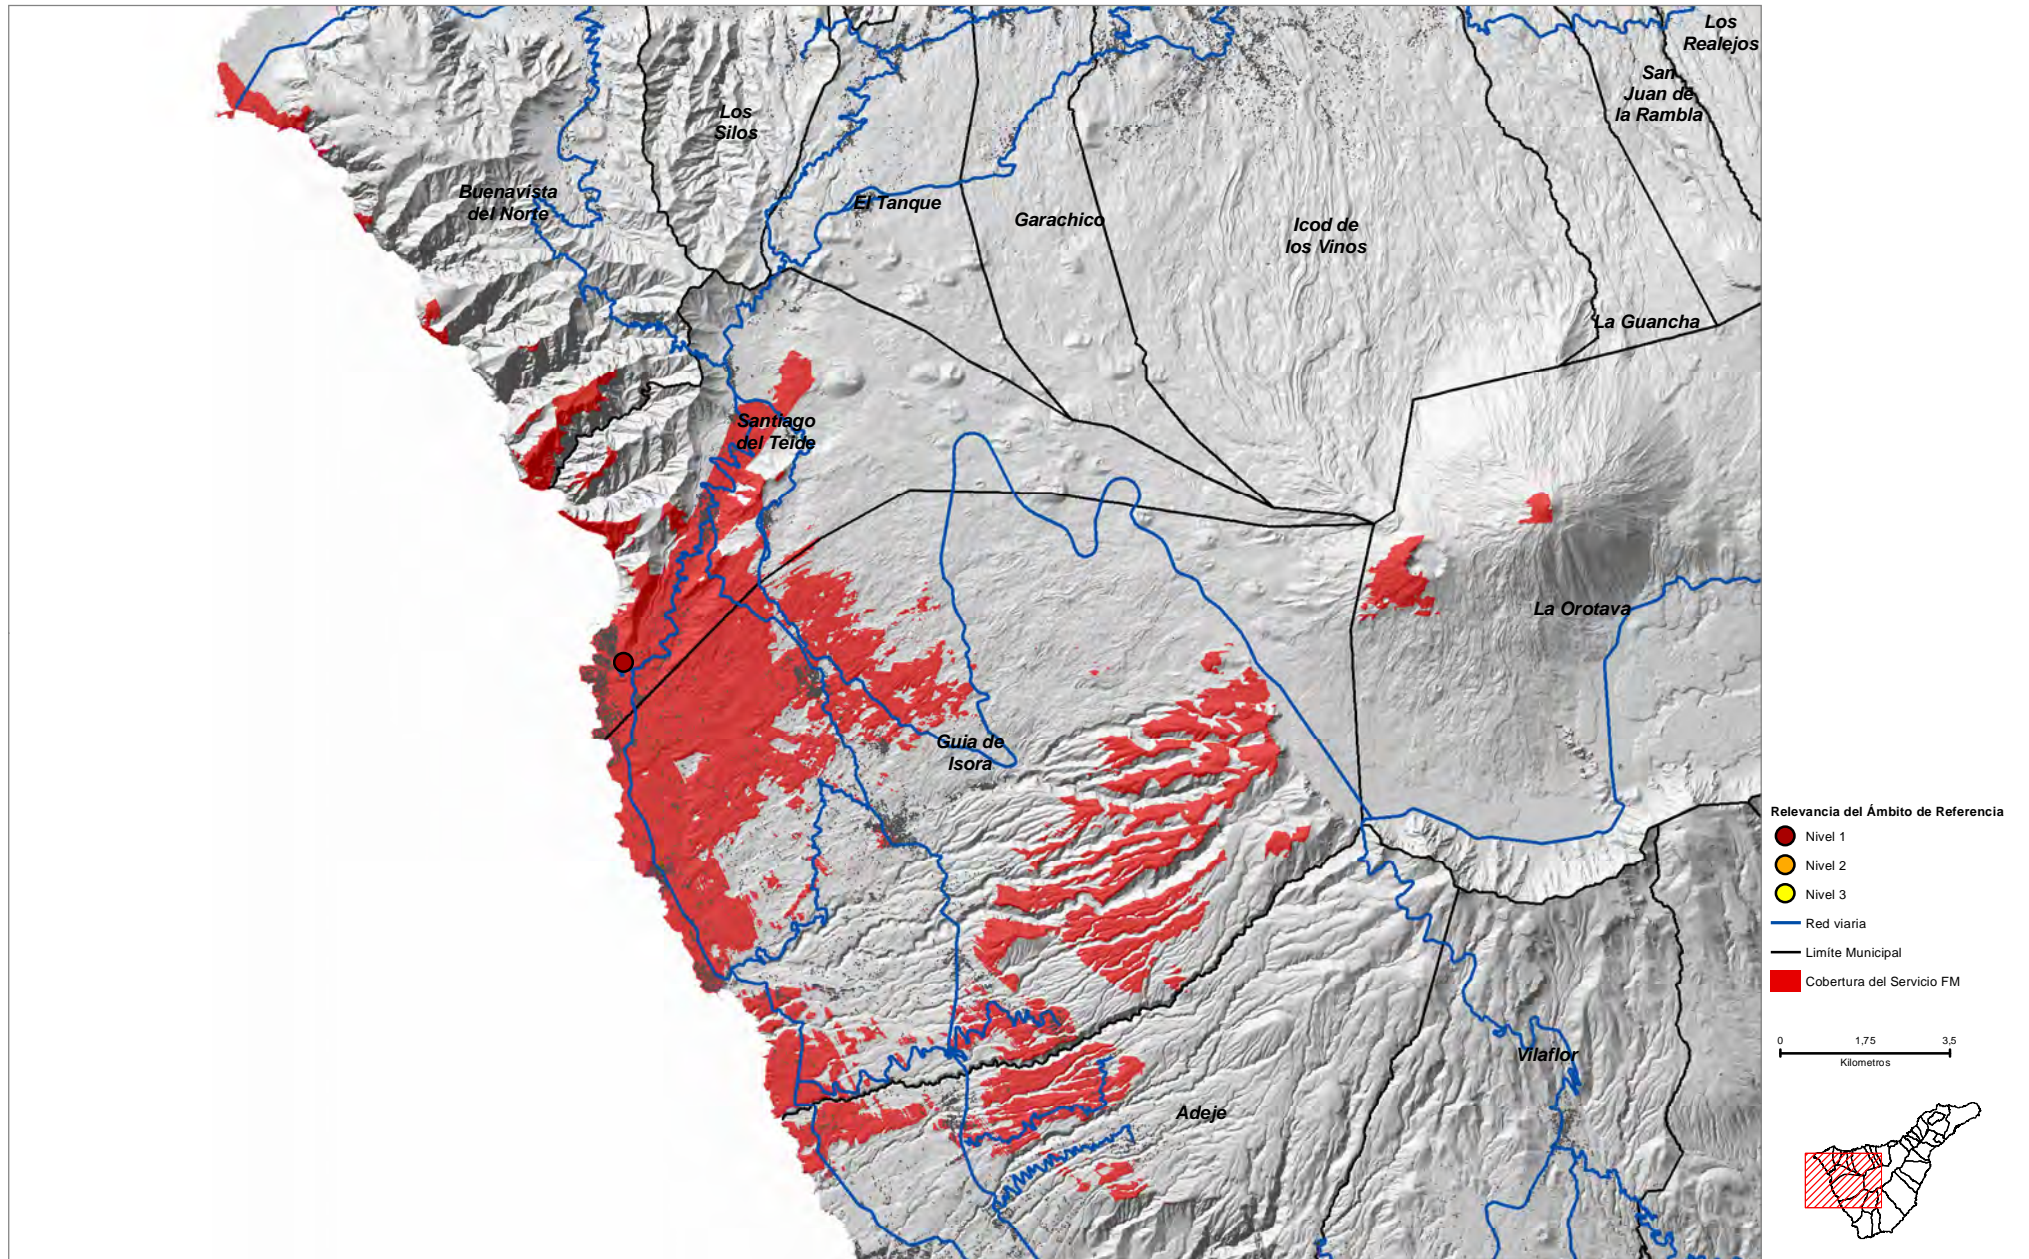 Los
Realejos
San
Juan de
la Rambla
Los
Silos
Buenavista
del Norte
El Tanque
Garachico
Icod de
los Vinos
La Guancha
Santiago
del Teide
La Orotava
Guia de
Isora
Vilaflor
Adeje
Relevancia del Ámbito de Referencia
Nivel 1
Nivel 2
Nivel 3
Red viaria
Limíte Municipal
Cobertura del Servicio FM
0 1,75 3,5
Kilometros